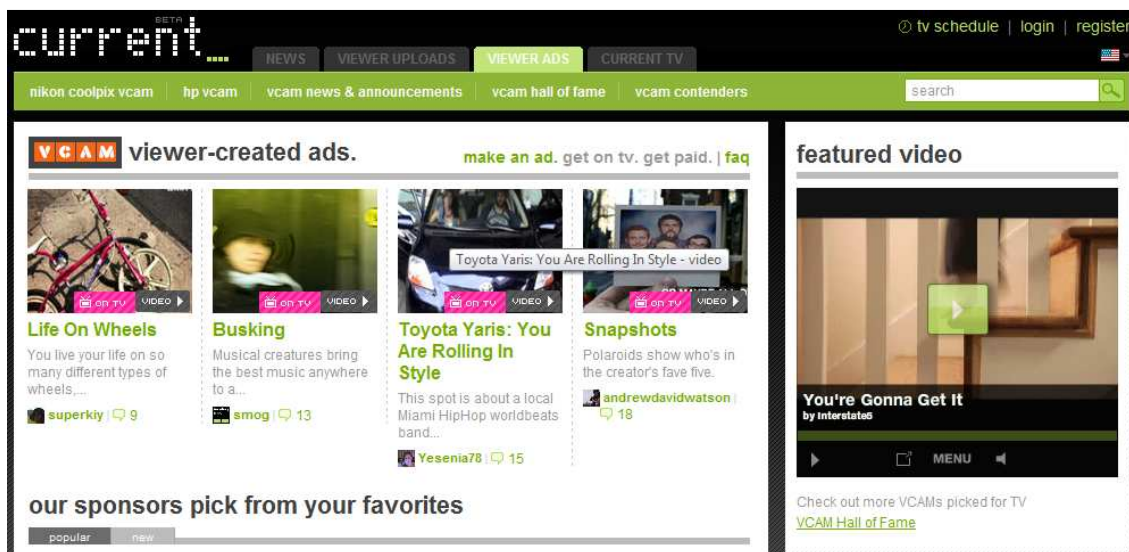 BETA
current
tv schedule | login | register
NEWS
VIEWER UPLOADS
VIEWER ADS
CURRENT TV
nikon coolpix vcam
hp vcam
vcam news & announcements
vcam hall of fame
vcam contenders
search
VCAM viewer-created ads.
make an ad. get on tv. get paid. | faq
on TV VIDEO
Life On Wheels
You live your life on so
many different types of
wheels,...
superkiy | 9
on TV VIDEO
Busking
Musical creatures bring
the best music anywhere
to a...
smog | 13
Toyota Yaris: You Are Rolling In Style - video
on TV VIDEO
Toyota Yaris: You
Are Rolling In
Style
This spot is about a local
Miami HipHop worldbeats
band...
Yesenia78 | 15
on TV VIDEO
Snapshots
Polaroids show who's in
the creator's fave five.
andrewdavidwatson |
18
our sponsors pick from your favorites
popular
new
featured video
You're Gonna Get It
by Interstate5
MENU
Check out more VCAMs picked for TV
VCAM Hall of Fame